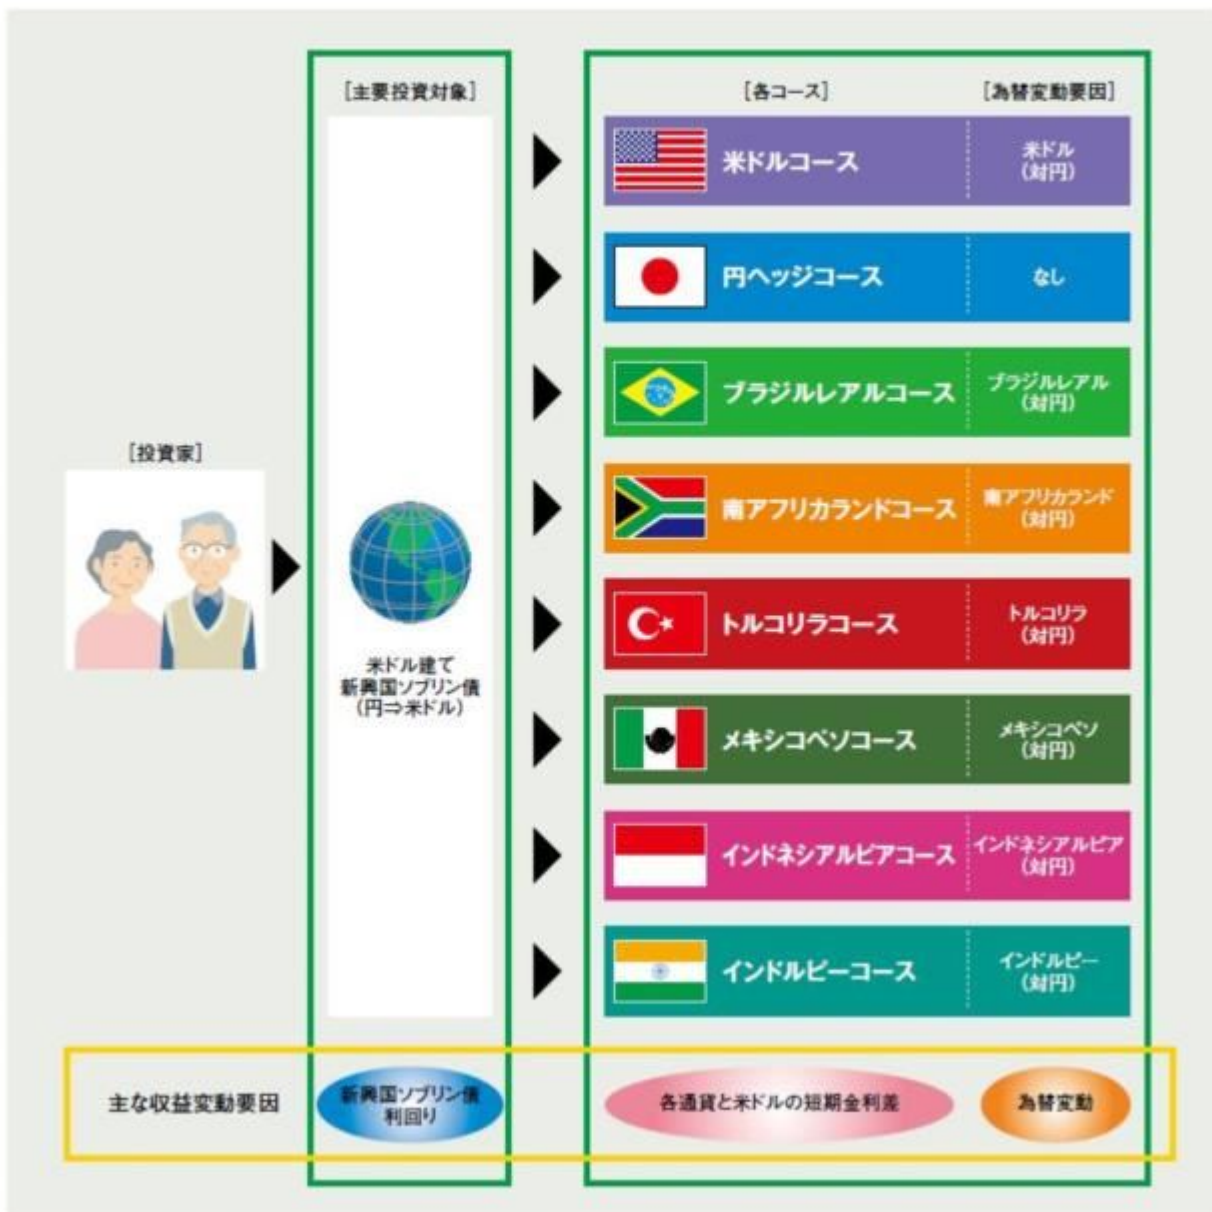 [主要投資対象]
[各コース]
[為替変動要因]
米ドルコース
米ドル
(対円)
円ヘッジコース
なし
ブラジルレアルコース
ブラジルレアル
(対円)
[投資家]
南アフリカランドコース
南アフリカランド
(対円)
トルコリラコース
トルコリラ
(対円)
米ドル建て
新興国ソブリン債
(円⇒米ドル)
メキシコペソコース
メキシコペソ
(対円)
インドネシアルピアコース
インドネシアルピア
(対円)
インドルピーコース
インドルピー
(対円)
主な収益変動要因
新興国ソブリン債
利回り
各通貨と米ドルの短期金利差
為替変動